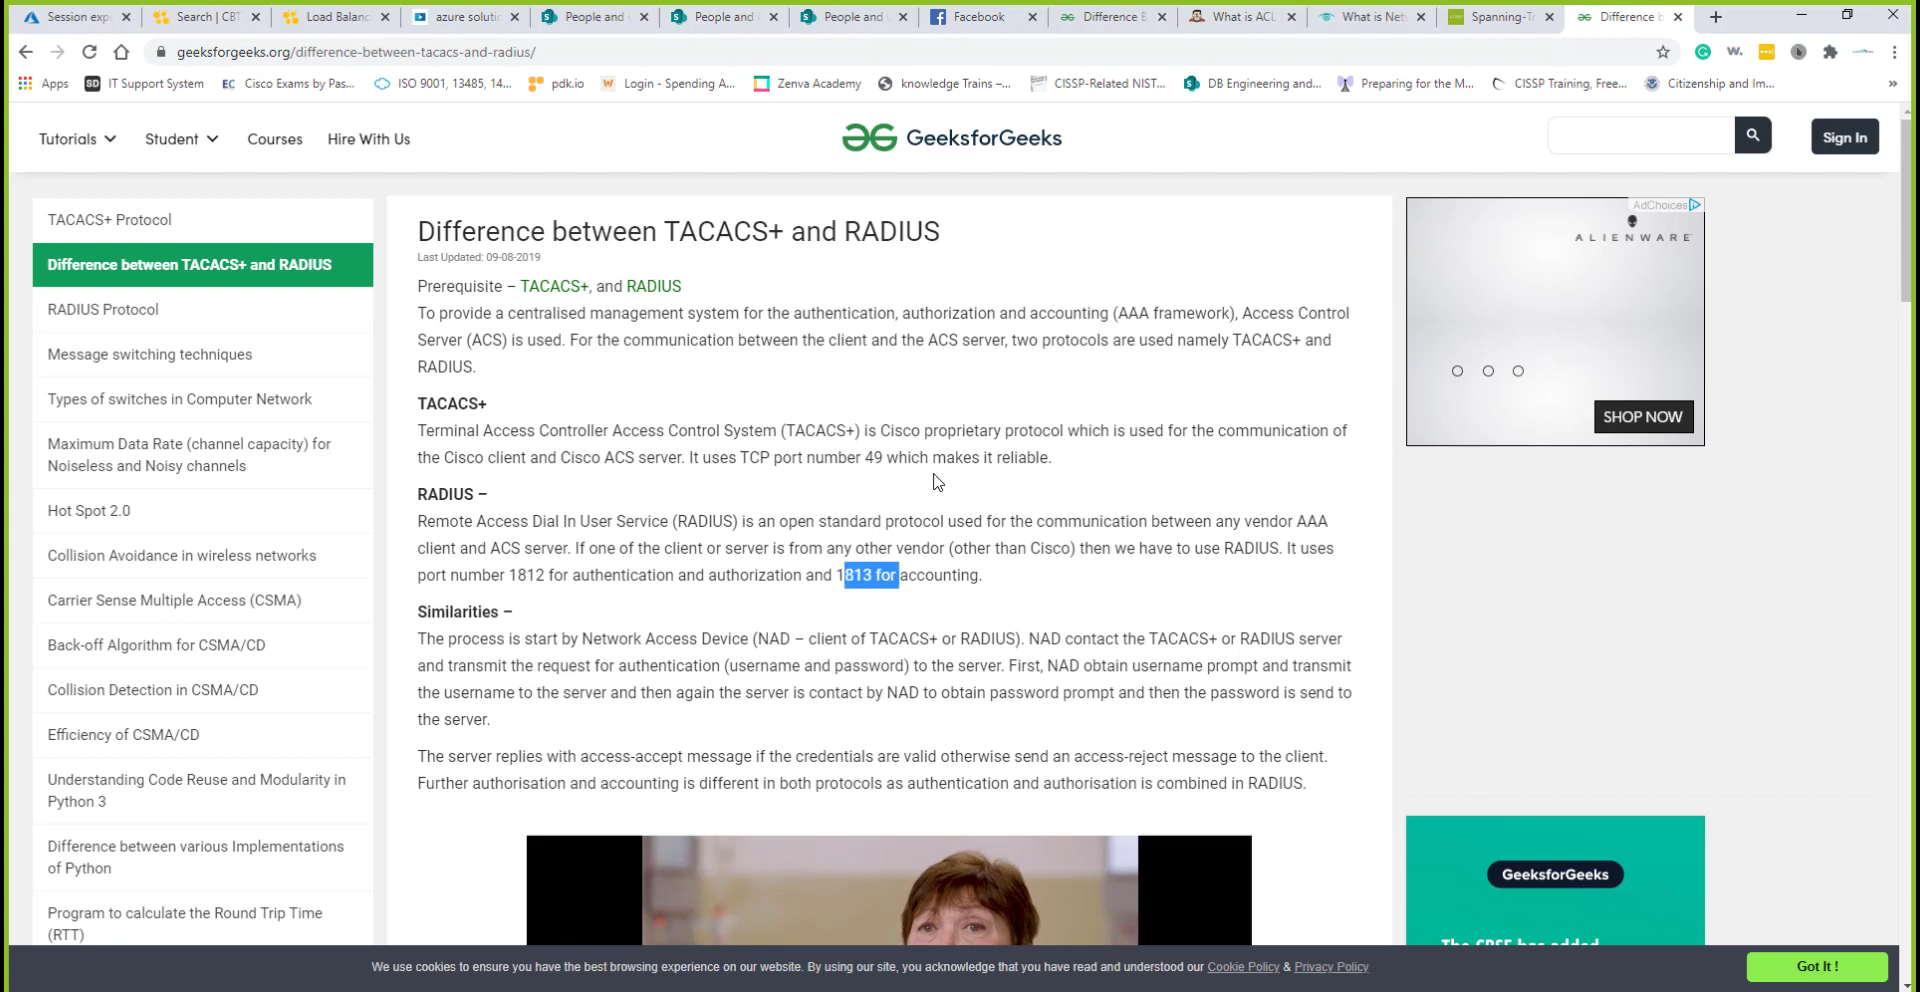 Session exp
Search | CBT
Load Balanc
azure soluti
People and
People and
People and
Facebook
Difference B
What is ACL
What is Net
Spanning-Tr
Difference b
geeksforgeeks.org/difference-between-tacacs-and-radius/
Apps
IT Support System
Cisco Exams by Pas...
ISO 9001, 13485, 14...
pdk.io
Login - Spending A...
Zenva Academy
knowledge Trains –...
CISSP-Related NIST...
DB Engineering and...
Preparing for the M...
CISSP Training, Free...
Citizenship and Im...
Tutorials
Student
Courses
Hire With Us
GeeksforGeeks
Sign In
TACACS+ Protocol
Difference between TACACS+ and RADIUS
RADIUS Protocol
Message switching techniques
Types of switches in Computer Network
Maximum Data Rate (channel capacity) for
Noiseless and Noisy channels
Hot Spot 2.0
Collision Avoidance in wireless networks
Carrier Sense Multiple Access (CSMA)
Back-off Algorithm for CSMA/CD
Collision Detection in CSMA/CD
Efficiency of CSMA/CD
Understanding Code Reuse and Modularity in
Python 3
Difference between various Implementations
of Python
Program to calculate the Round Trip Time
(RTT)
Difference between TACACS+ and RADIUS
Last Updated: 09-08-2019
Prerequisite – TACACS+, and RADIUS
To provide a centralised management system for the authentication, authorization and accounting (AAA framework), Access Control
Server (ACS) is used. For the communication between the client and the ACS server, two protocols are used namely TACACS+ and
RADIUS.
TACACS+
Terminal Access Controller Access Control System (TACACS+) is Cisco proprietary protocol which is used for the communication of
the Cisco client and Cisco ACS server. It uses TCP port number 49 which makes it reliable.
RADIUS –
Remote Access Dial In User Service (RADIUS) is an open standard protocol used for the communication between any vendor AAA
client and ACS server. If one of the client or server is from any other vendor (other than Cisco) then we have to use RADIUS. It uses
port number 1812 for authentication and authorization and 1813 for accounting.
Similarities –
The process is start by Network Access Device (NAD – client of TACACS+ or RADIUS). NAD contact the TACACS+ or RADIUS server
and transmit the request for authentication (username and password) to the server. First, NAD obtain username prompt and transmit
the username to the server and then again the server is contact by NAD to obtain password prompt and then the password is send to
the server.
The server replies with access-accept message if the credentials are valid otherwise send an access-reject message to the client.
Further authorisation and accounting is different in both protocols as authentication and authorisation is combined in RADIUS.
AdChoices
ALIENWARE
SHOP NOW
GeeksforGeeks
The CBSE has added
We use cookies to ensure you have the best browsing experience on our website. By using our site, you acknowledge that you have read and understood our Cookie Policy & Privacy Policy
Got It !